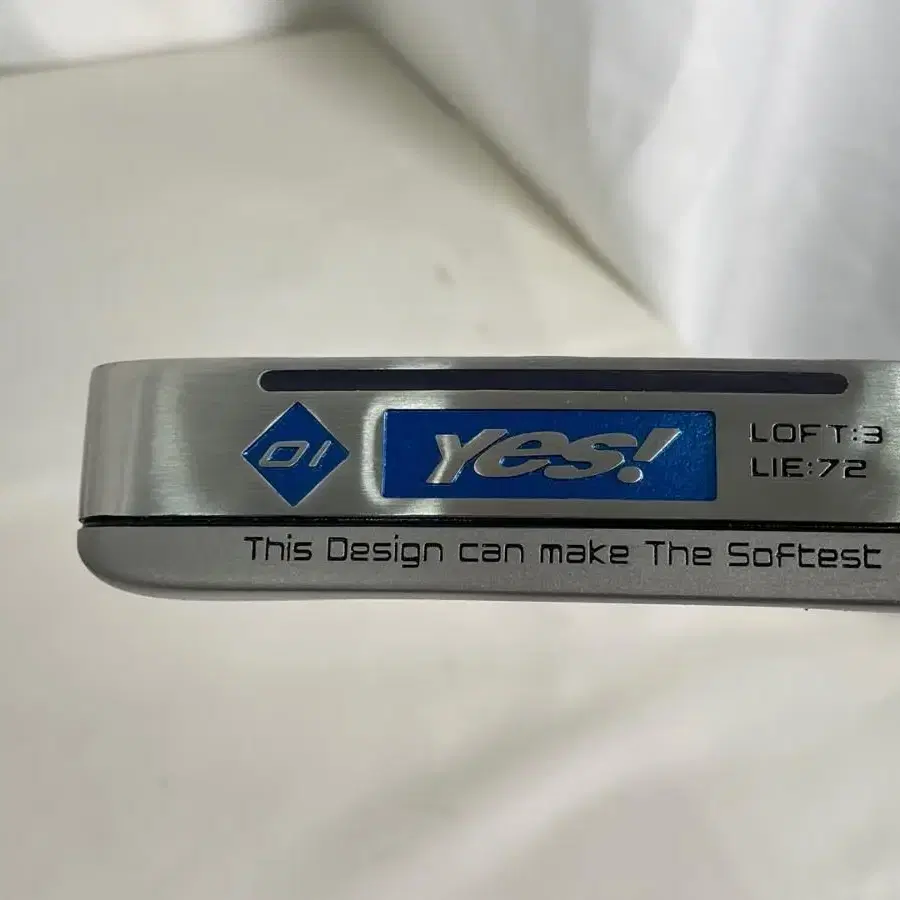 01
Yes!
LOFT:3
LIE:72
This Design can make The Softest